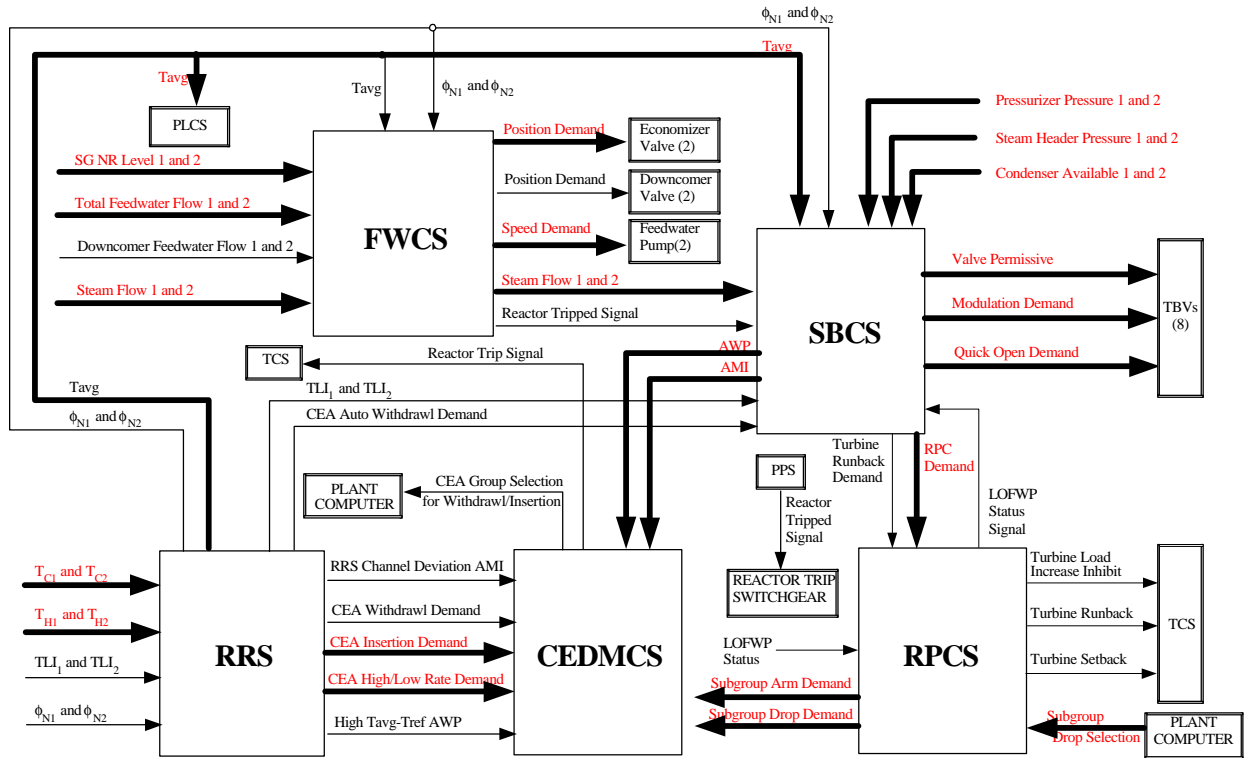 ϕN1 and ϕN2
Tavg
Tavg
Tavg
ϕN1 and ϕN2
PLCS
Pressurizer Pressure 1 and 2
Steam Header Pressure 1 and 2
Condenser Available 1 and 2
SG NR Level 1 and 2
Total Feedwater Flow 1 and 2
Downcomer Feedwater Flow 1 and 2
Steam Flow 1 and 2
FWCS
Position Demand
Economizer
Valve (2)
Position Demand
Downcomer
Valve (2)
Speed Demand
Feedwater
Pump(2)
Steam Flow 1 and 2
Reactor Tripped Signal
SBCS
Valve Permissive
Modulation Demand
Quick Open Demand
TBVs
(8)
TCS
Reactor Trip Signal
AWP
AMI
Tavg
ϕN1 and ϕN2
TLI1 and TLI2
CEA Auto Withdrawl Demand
PLANT
COMPUTER
CEA Group Selection
for Withdrawl/Insertion
PPS
Reactor
Tripped
Signal
REACTOR TRIP
SWITCHGEAR
Turbine
Runback
Demand
RPC
Demand
LOFWP
Status
Signal
TC1 and TC2
TH1 and TH2
TLI1 and TLI2
ϕN1 and ϕN2
RRS
RRS Channel Deviation AMI
CEA Withdrawl Demand
CEA Insertion Demand
CEA High/Low Rate Demand
High Tavg-Tref AWP
CEDMCS
LOFWP
Status
Subgroup Arm Demand
Subgroup Drop Demand
RPCS
Turbine Load
Increase Inhibit
Turbine Runback
Turbine Setback
TCS
Subgroup
Drop Selection
PLANT
COMPUTER